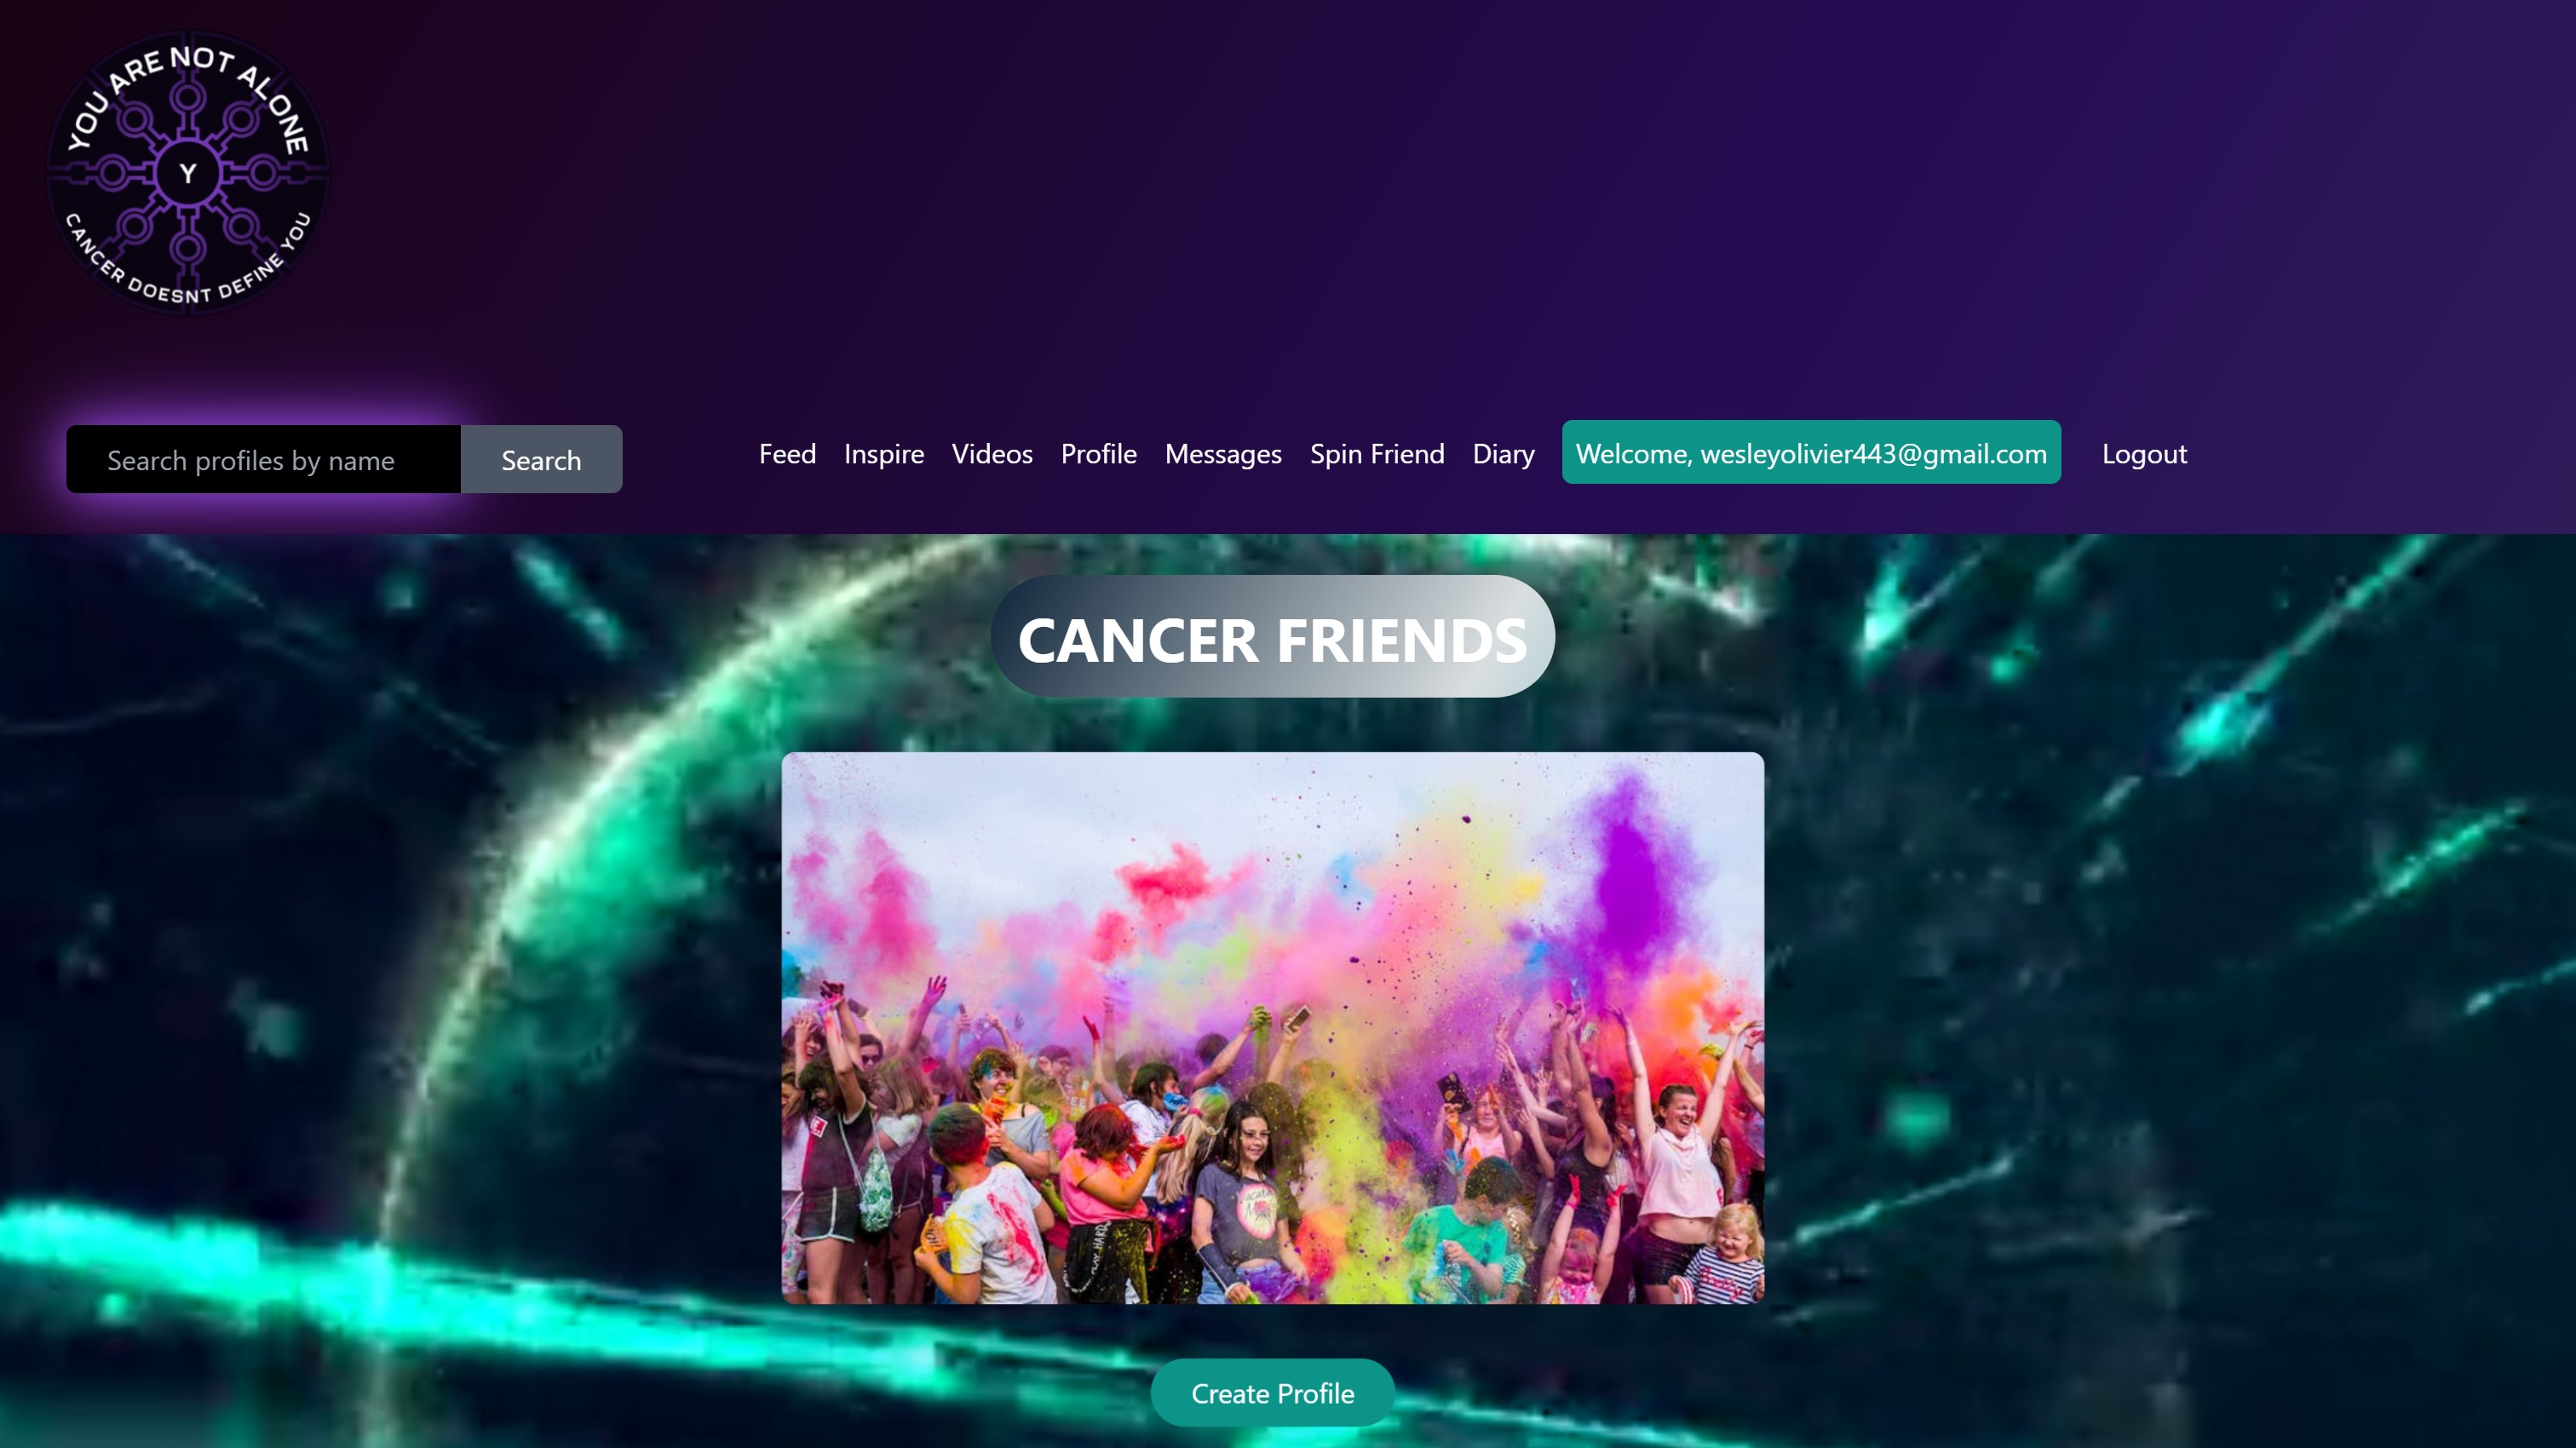 YOU ARE NOT ALONE
Y
CANCER DOESNT DEFINE YOU
Search profiles by name
Search
Feed
Inspire
Videos
Profile
Messages
Spin Friend
Diary
Welcome, wesleyolivier443@gmail.com
Logout
CANCER FRIENDS
Create Profile